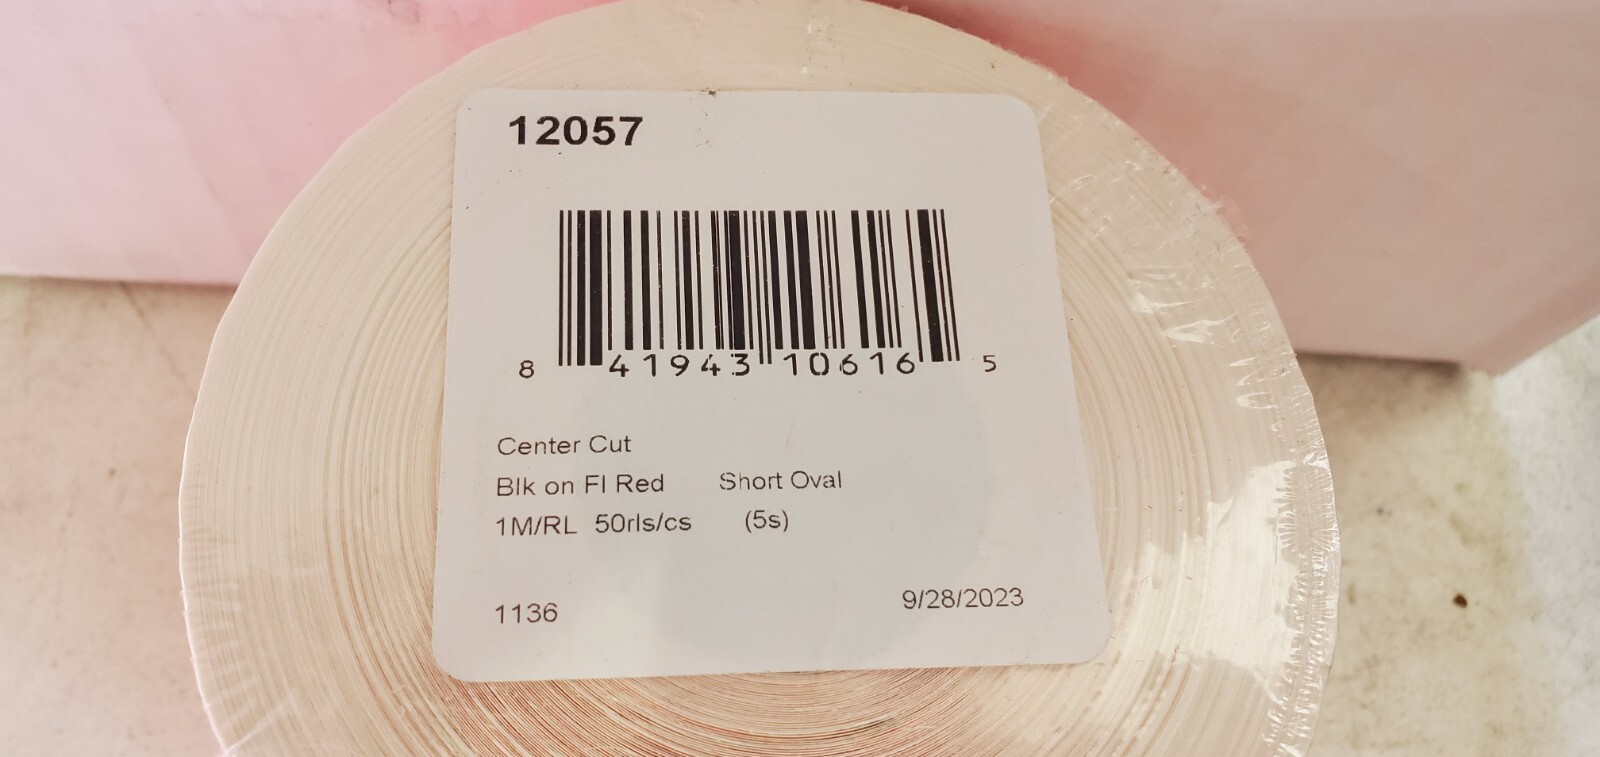 12057
8 41943 10616 5
Center Cut
Blk on Fl Red Short Oval
1M/RL 50rls/cs (5s)
1136 9/28/2023